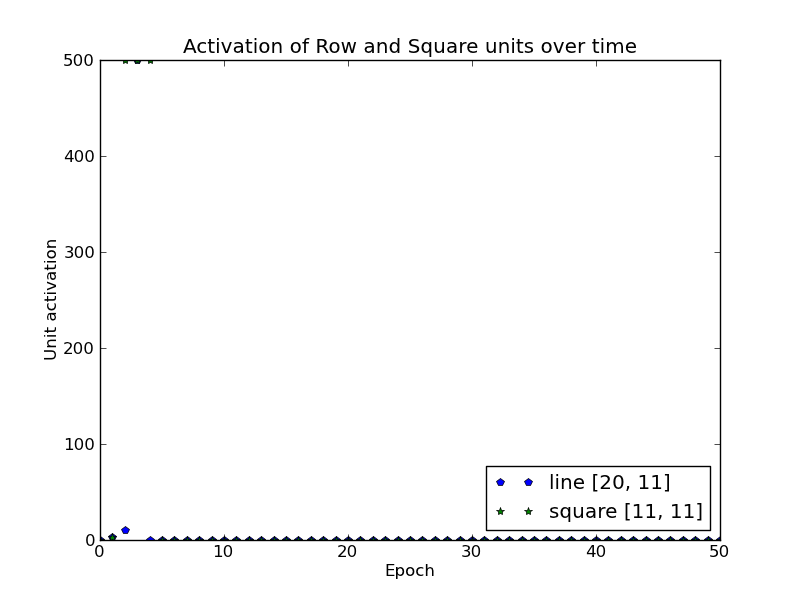 Activation of Row and Square units over time
500
400
300
200
100
0
Unit activation
0 10 20 30 40 50
Epoch
line [20, 11]
square [11, 11]